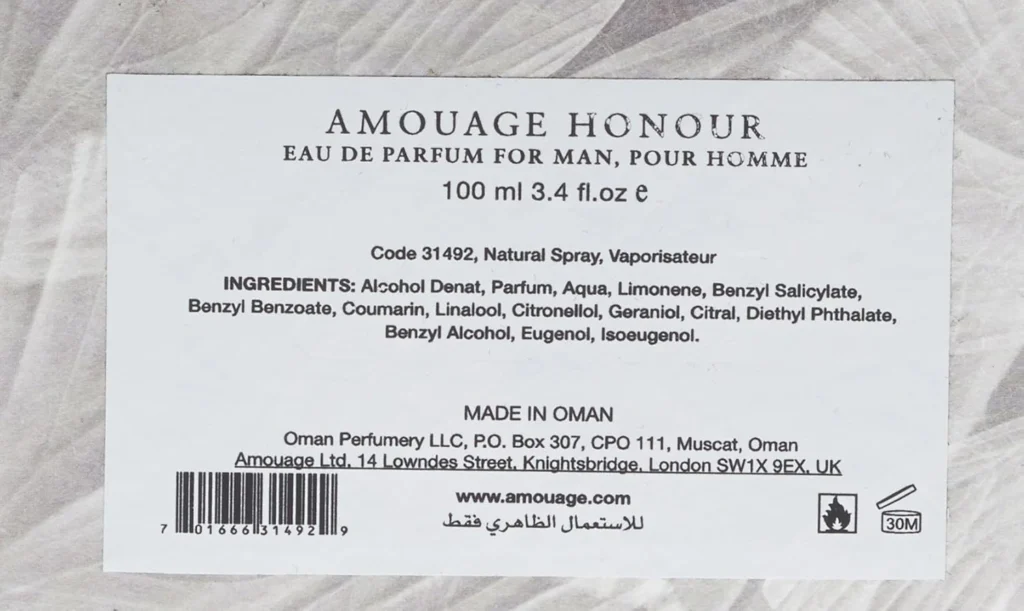 AMOUAGE HONOUR
EAU DE PARFUM FOR MAN, POUR HOMME
100 ml 3.4 fl.oz e
Code 31492, Natural Spray, Vaporisateur
INGREDIENTS: Alcohol Denat, Parfum, Aqua, Limonene, Benzyl Salicylate,
Benzyl Benzoate, Coumarin, Linalool, Citronellol, Geraniol, Citral, Diethyl Phthalate,
Benzyl Alcohol, Eugenol, Isoeugenol.
MADE IN OMAN
Oman Perfumery LLC, P.O. Box 307, CPO 111, Muscat, Oman
Amouage Ltd. 14 Lowndes Street, Knightsbridge, London SW1X 9EX, UK
www.amouage.com
للاستعمال الظاهري فقط
7 01666 31492 9
30M